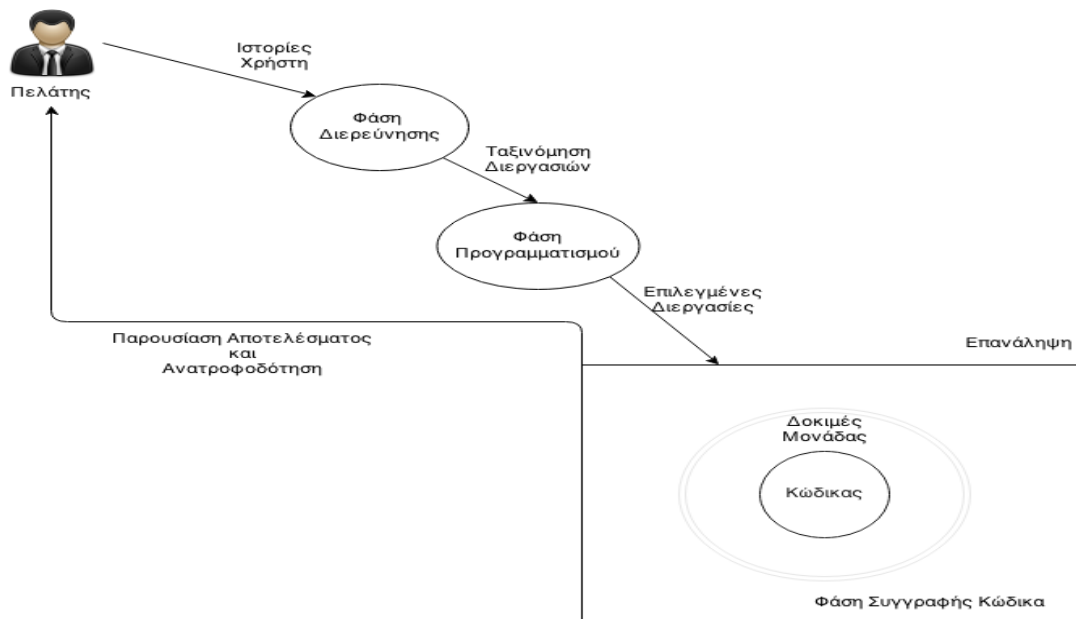 Ιστορίες
Χρήστη
Πελάτης
Φάση
Διερεύνησης
Ταξινόμηση
Διεργασιών
Φάση
Προγραμματισμού
Επιλεγμένες
Διεργασίες
Παρουσίαση Αποτελέσματος
και
Ανατροφοδότηση
Επανάληψη
Δοκιμές
Μονάδας
Κώδικας
Φάση Συγγραφής Κώδικα